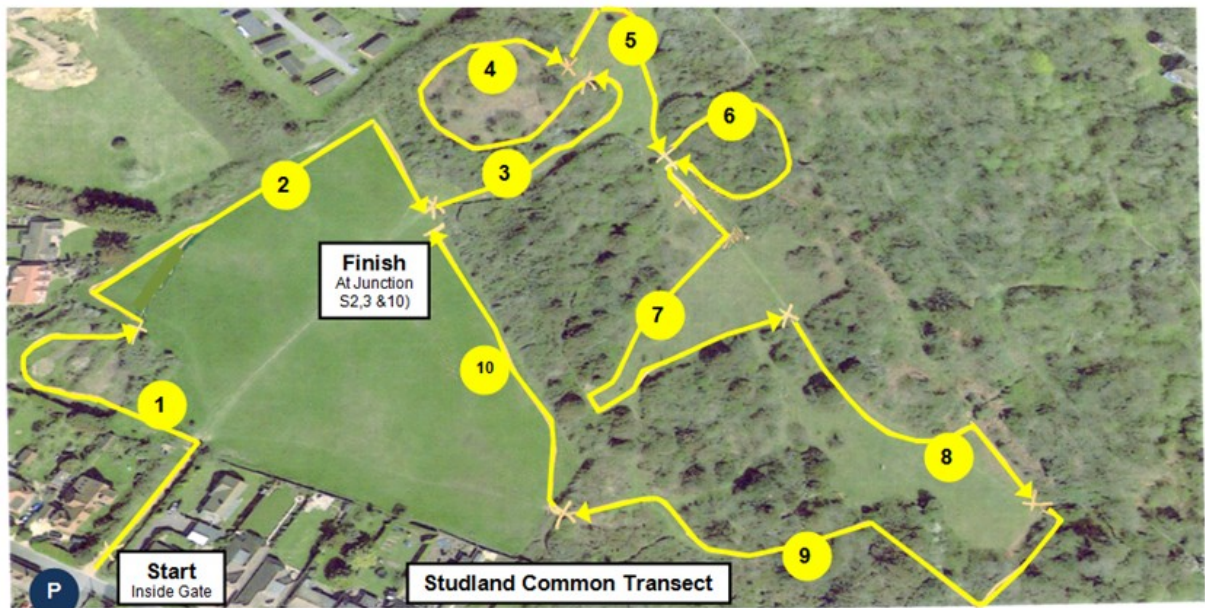 5
4
6
2
3
Finish
At Junction
S2,3 &10)
7
10
1
8
9
Start
Inside Gate
Studland Common Transect
P